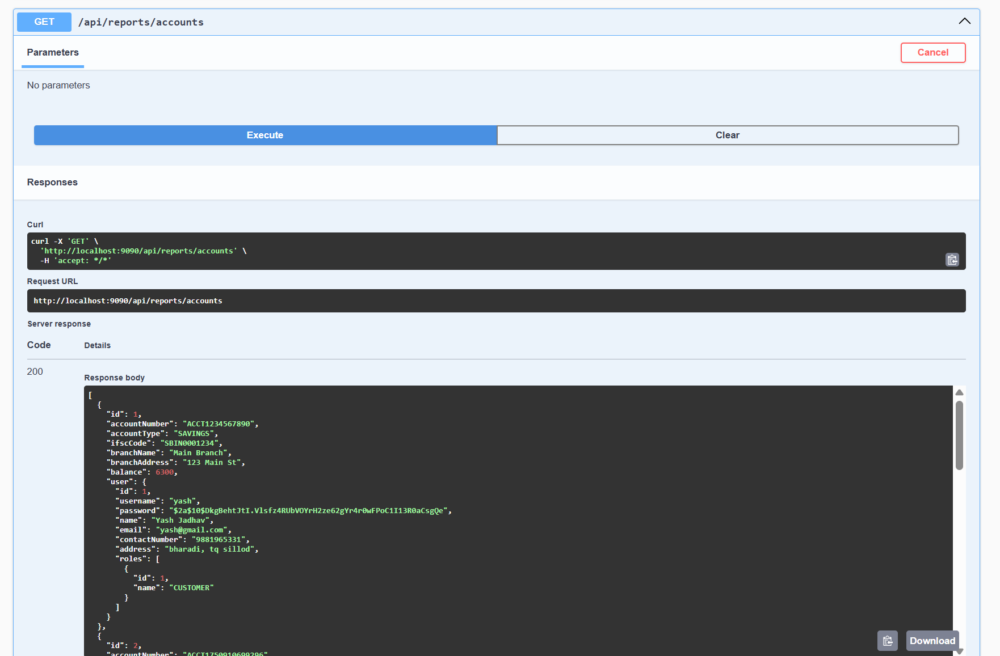 GET /api/reports/accounts
Parameters
Cancel
No parameters
Execute
Clear
Responses
Curl
curl -X 'GET' \
  'http://localhost:9090/api/reports/accounts' \
  -H 'accept: */*'
Request URL
http://localhost:9090/api/reports/accounts
Server response
Code Details
200
Response body
[
  {
    "id": 1,
    "accountNumber": "ACCT1234567890",
    "accountType": "SAVINGS",
    "ifscCode": "SBIN0001234",
    "branchName": "Main Branch",
    "branchAddress": "123 Main St",
    "balance": 6300,
    "user": {
      "id": 1,
      "username": "yash",
      "password": "$2a$10$DkgBehtJtI.Vlsfz4RUbVOYrH2ze62gYr4r0wFPoC1I13R0aCsgQe",
      "name": "Yash Jadhav",
      "email": "yash@gmail.com",
      "contactNumber": "9881965331",
      "address": "bharadi, tq sillod",
      "roles": [
        {
          "id": 1,
          "name": "CUSTOMER"
        }
      ]
    }
  },
  {
    "id": 2,
    "accountNumber": "ACCT1750910699296"
Download